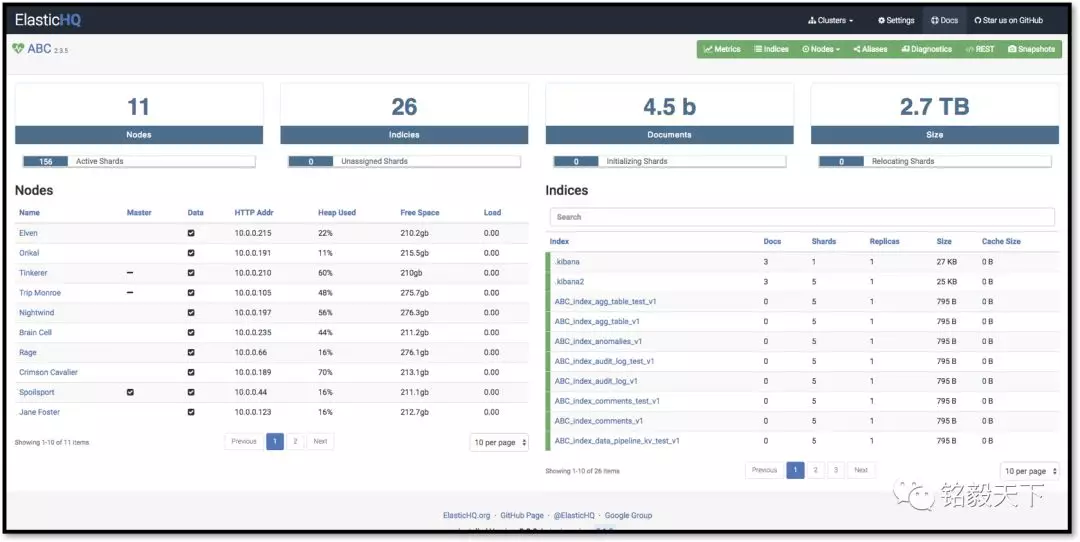 ElasticHQ Clusters Settings Docs Star us on GitHub
ABC 2.3.5 Metrics Indices Nodes Aliases Diagnostics REST Snapshots
11 26 4.5 b 2.7 TB
Nodes Indicies Documents Size
156 Active Shards 0 Unassigned Shards 0 Initializing Shards 0 Relocating Shards
Nodes
Name Master Data HTTP Addr Heap Used Free Space Load
Elven 10.0.0.215 22% 210.2gb 0.00
Orikal 10.0.0.191 11% 215.5gb 0.00
Tinkerer 10.0.0.210 60% 210gb 0.00
Trip Monroe 10.0.0.105 48% 275.7gb 0.00
Nightwind 10.0.0.197 56% 276.3gb 0.00
Brain Cell 10.0.0.235 44% 211.2gb 0.00
Rage 10.0.0.66 16% 276.1gb 0.00
Crimson Cavalier 10.0.0.189 70% 213.1gb 0.00
Spoilsport 10.0.0.44 16% 211.1gb 0.00
Jane Foster 10.0.0.123 16% 212.7gb 0.00
Showing 1-10 of 11 items Previous 1 2 Next 10 per page
Indices
Search
Index Docs Shards Replicas Size Cache Size
.kibana 3 1 1 27 KB 0 B
.kibana2 3 5 1 25 KB 0 B
ABC_index_agg_table_test_v1 0 5 1 795 B 0 B
ABC_index_agg_table_v1 0 5 1 795 B 0 B
ABC_index_anomalies_v1 0 5 1 795 B 0 B
ABC_index_audit_log_test_v1 0 5 1 795 B 0 B
ABC_index_audit_log_v1 0 5 1 795 B 0 B
ABC_index_comments_test_v1 0 5 1 795 B 0 B
ABC_index_comments_v1 0 5 1 795 B 0 B
ABC_index_data_pipeline_kv_test_v1 0 5 1 795 B 0 B
Showing 1-10 of 26 items Previous 1 2 3 Next 10 per page
铭毅天下
ElasticHQ.org · GitHub Page · @ElasticHQ · Google Group